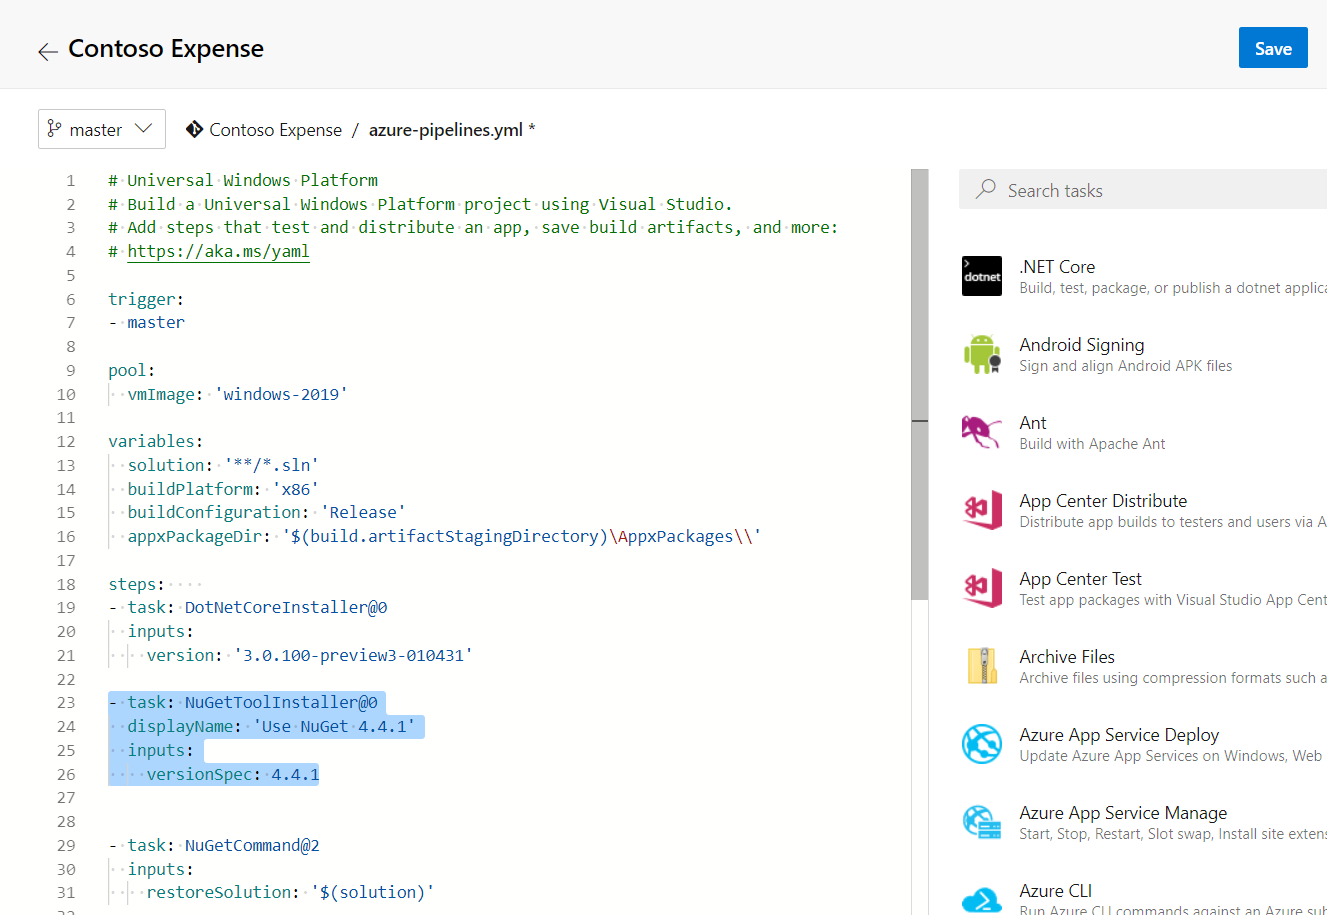 Contoso Expense
Save
master
Contoso Expense / azure-pipelines.yml *
1 # Universal Windows Platform
2 # Build a Universal Windows Platform project using Visual Studio.
3 # Add steps that test and distribute an app, save build artifacts, and more:
4 # https://aka.ms/yaml
5
6 trigger:
7 - master
8
9 pool:
10   vmImage: 'windows-2019'
11
12 variables:
13   solution: '**/*.sln'
14   buildPlatform: 'x86'
15   buildConfiguration: 'Release'
16   appxPackageDir: '$(build.artifactStagingDirectory)\AppxPackages\\'
17
18 steps:
19 - task: DotNetCoreInstaller@0
20   inputs:
21     version: '3.0.100-preview3-010431'
22
23 - task: NuGetToolInstaller@0
24   displayName: 'Use NuGet 4.4.1'
25   inputs:
26     versionSpec: 4.4.1
27
28
29 - task: NuGetCommand@2
30   inputs:
31     restoreSolution: '$(solution)'
32
Search tasks
dotnet
.NET Core
Build, test, package, or publish a dotnet applica
Android Signing
Sign and align Android APK files
Ant
Build with Apache Ant
App Center Distribute
Distribute app builds to testers and users via A
App Center Test
Test app packages with Visual Studio App Cent
Archive Files
Archive files using compression formats such a
Azure App Service Deploy
Update Azure App Services on Windows, Web
Azure App Service Manage
Start, Stop, Restart, Slot swap, Install site exten
Azure CLI
Run Azure CLI commands against an Azure sub